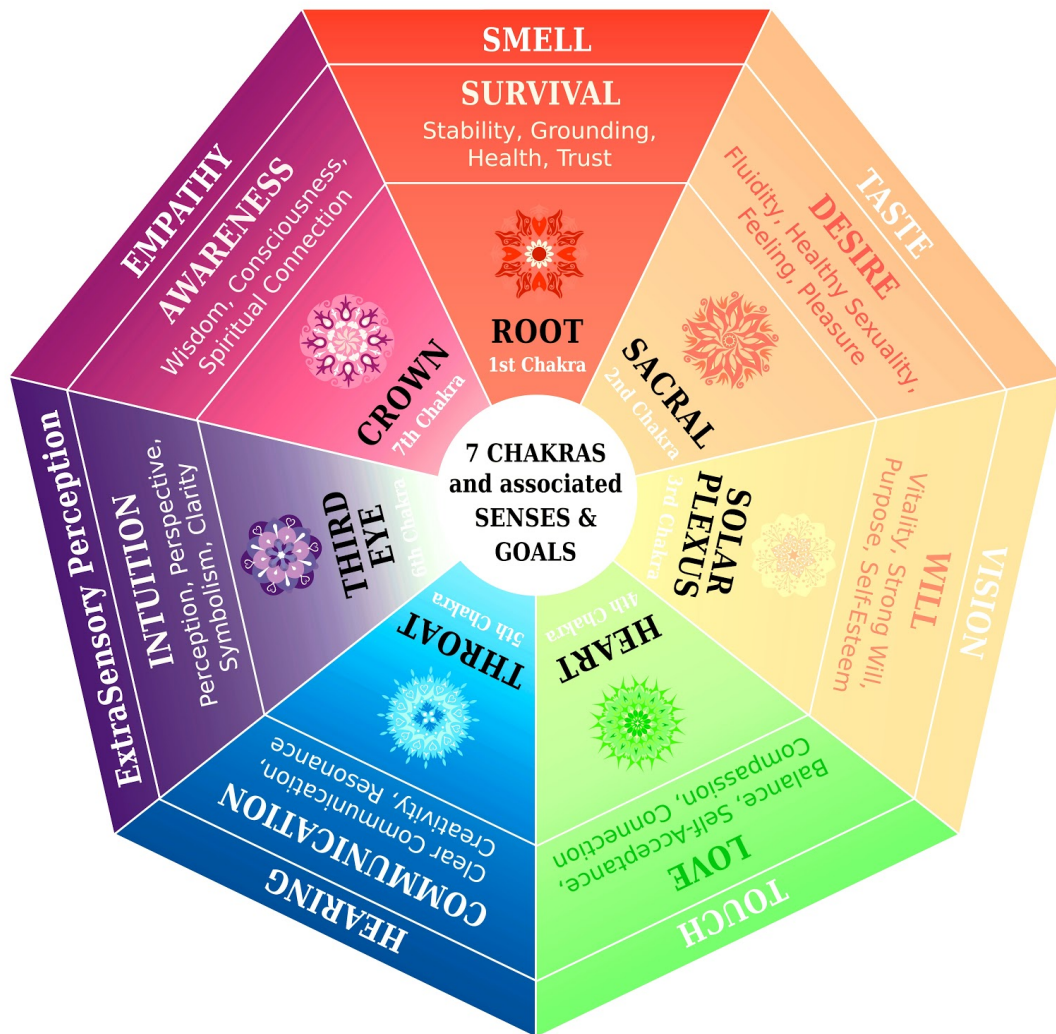 7 CHAKRAS
and associated
SENSES &
GOALS
SMELL
SURVIVAL
Stability, Grounding,
Health, Trust
ROOT
1st Chakra
TASTE
DESIRE
Fluidity, Healthy Sexuality,
Feeling, Pleasure
SACRAL
2nd Chakra
VISION
WILL
Vitality, Strong Will,
Purpose, Self-Esteem
SOLAR
PLEXUS
3rd Chakra
TOUCH
LOVE
Balance, Self-Acceptance,
Compassion, Connection
HEART
4th Chakra
HEARING
COMMUNICATION
Clear Communication,
Creativity, Resonance
THROAT
5th Chakra
ExtraSensory Perception
INTUITION
Perception, Perspective,
Symbolism, Clarity
THIRD
EYE
6th Chakra
EMPATHY
AWARENESS
Wisdom, Consciousness,
Spiritual Connection
CROWN
7th Chakra